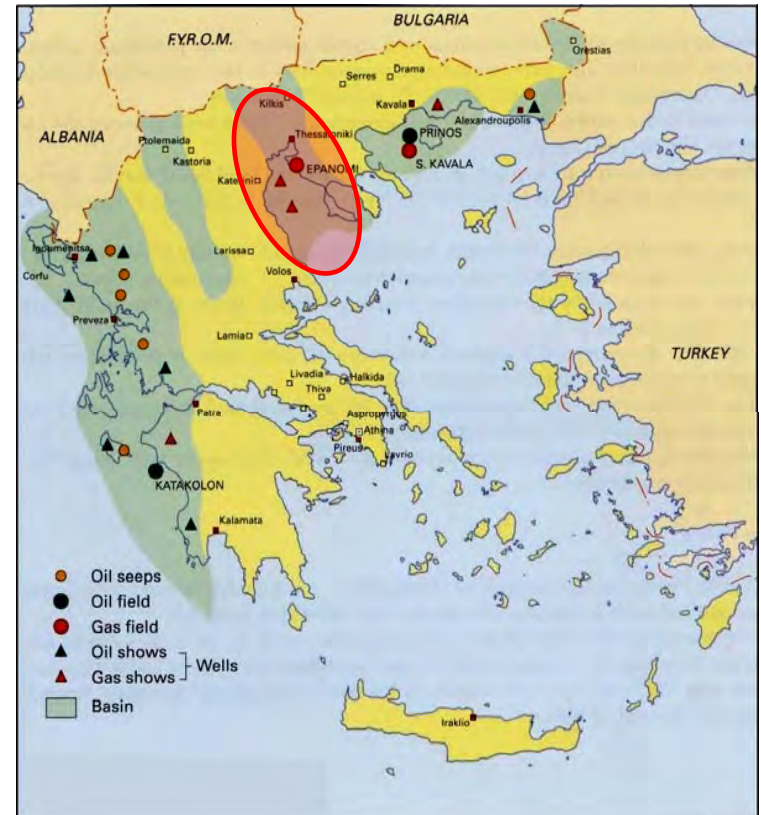 BULGARIA
F.Y.R.O.M.
Orestias
Drama
Serres
Kilkis
Kavala
Alexandroupolis
ALBANIA
Thessaloniki
PRINOS
Ptolemaida
Kastoria
S. KAVALA
EPANOMI
Katerini
Igoumenitsa
Larissa
Corfu
Volos
Preveza
Lamia
TURKEY
Livadia
Halkida
Thiva
Patra
Aspropyrgos
Athina
Pireus
Lavrio
KATAKOLON
Kalamata
Oil seeps
Oil field
Gas field
Oil shows
Wells
Gas shows
Basin
Iraklio